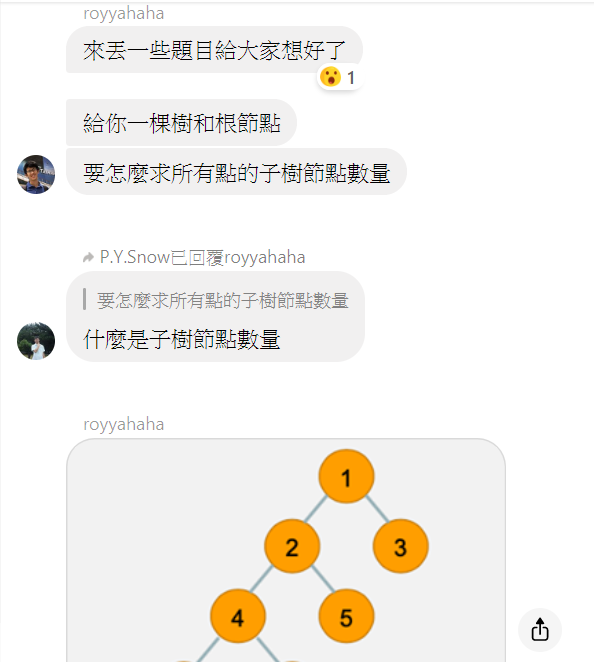 royyahaha
來丟一些題目給大家想好了
1
給你一棵樹和根節點
要怎麼求所有點的子樹節點數量
P.Y.Snow已回覆royyahaha
要怎麼求所有點的子樹節點數量
什麼是子樹節點數量
royyahaha
1
2
3
4
5